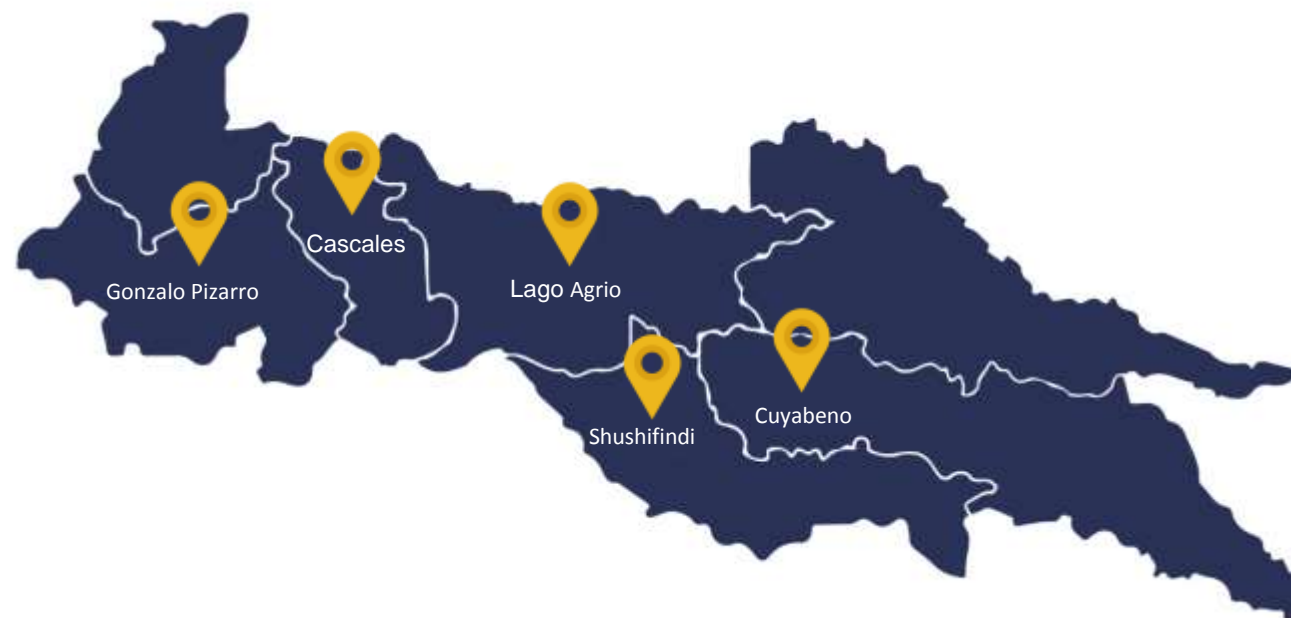 Cascales
Gonzalo Pizarro
Lago Agrio
Cuyabeno
Shushifindi